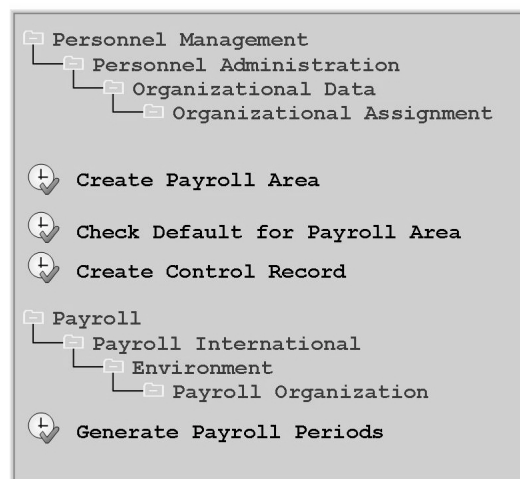 Personnel Management
Personnel Administration
Organizational Data
Organizational Assignment
Create Payroll Area
Check Default for Payroll Area
Create Control Record
Payroll
Payroll International
Environment
Payroll Organization
Generate Payroll Periods